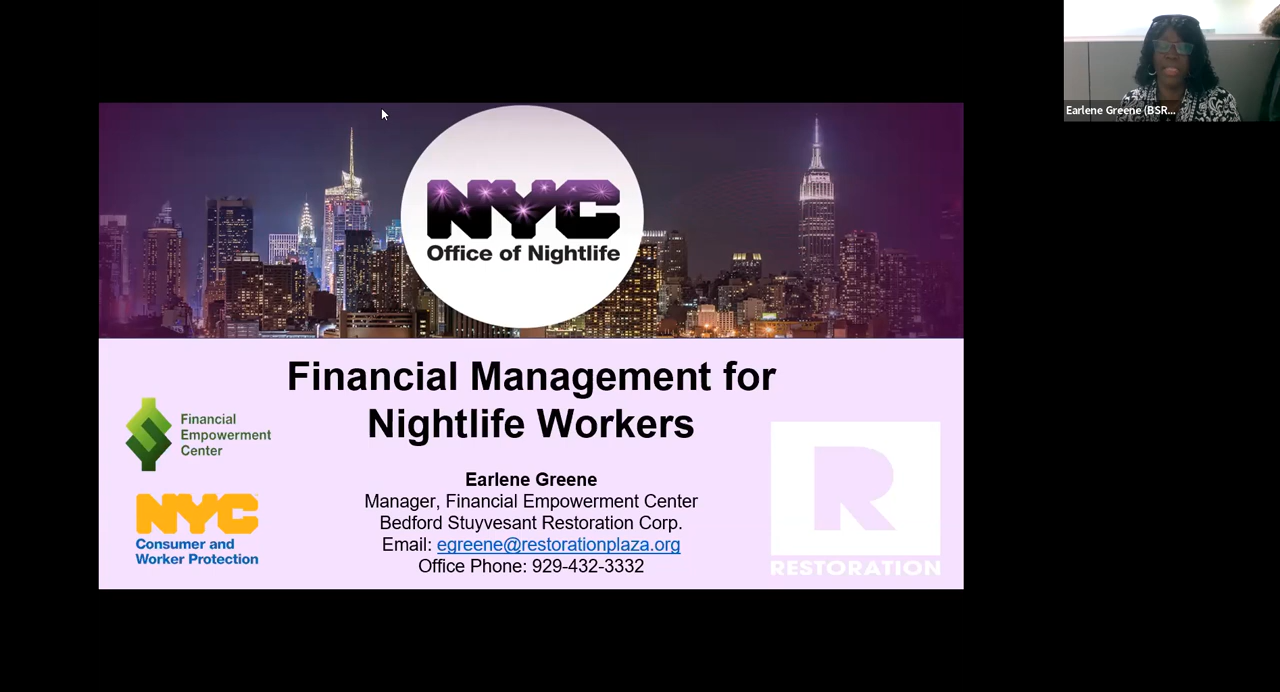 Earlene Greene (BSR...
NYC
Office of Nightlife
Financial Management for
Nightlife Workers
Financial
Empowerment
Center
NYC
Consumer and
Worker Protection
Earlene Greene
Manager, Financial Empowerment Center
Bedford Stuyvesant Restoration Corp.
Email: egreene@restorationplaza.org
Office Phone: 929-432-3332
R
RESTORATION